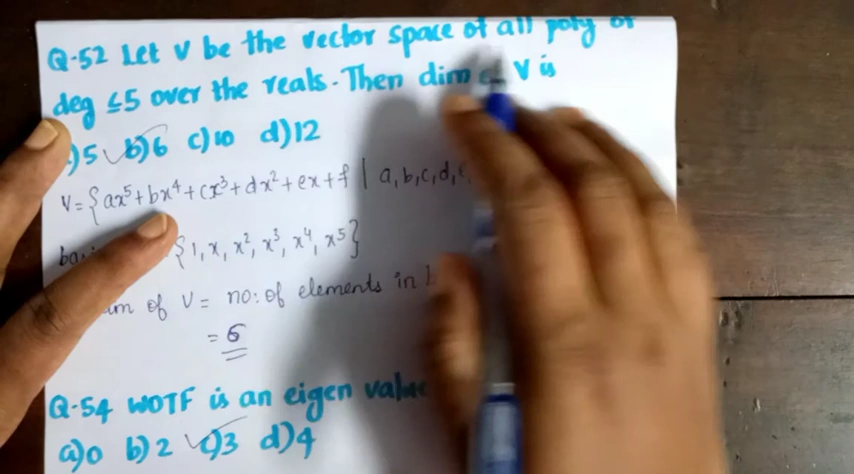 Q-52 Let V be the vector space of all poly of
deg ≤5 over the reals. Then dim V is
)5 ✓b)6 c)10 d)12
V={ax⁵+bx⁴+cx³+dx²+ex+f | a,b,c,d,
{1, x, x², x³, x⁴, x⁵}
of V = no: of elements in
= 6
Q-54 WOTF is an eigen value
a)0 b)2 ✓c)3 d)4